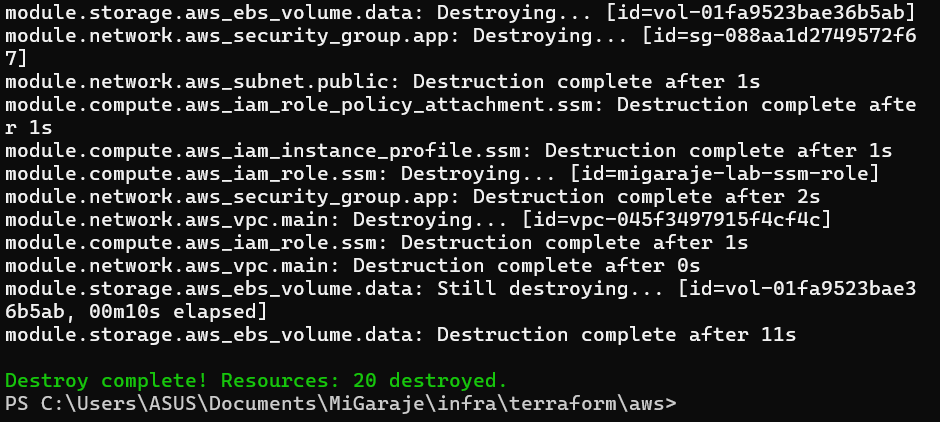 module.storage.aws_ebs_volume.data: Destroying... [id=vol-01fa9523bae36b5ab]
module.network.aws_security_group.app: Destroying... [id=sg-088aa1d2749572f6
7]
module.network.aws_subnet.public: Destruction complete after 1s
module.compute.aws_iam_role_policy_attachment.ssm: Destruction complete afte
r 1s
module.compute.aws_iam_instance_profile.ssm: Destruction complete after 1s
module.compute.aws_iam_role.ssm: Destroying... [id=migaraje-lab-ssm-role]
module.network.aws_security_group.app: Destruction complete after 2s
module.network.aws_vpc.main: Destroying... [id=vpc-045f3497915f4cf4c]
module.compute.aws_iam_role.ssm: Destruction complete after 1s
module.network.aws_vpc.main: Destruction complete after 0s
module.storage.aws_ebs_volume.data: Still destroying... [id=vol-01fa9523bae3
6b5ab, 00m10s elapsed]
module.storage.aws_ebs_volume.data: Destruction complete after 11s
Destroy complete! Resources: 20 destroyed.
PS C:\Users\ASUS\Documents\MiGaraje\infra\terraform\aws>